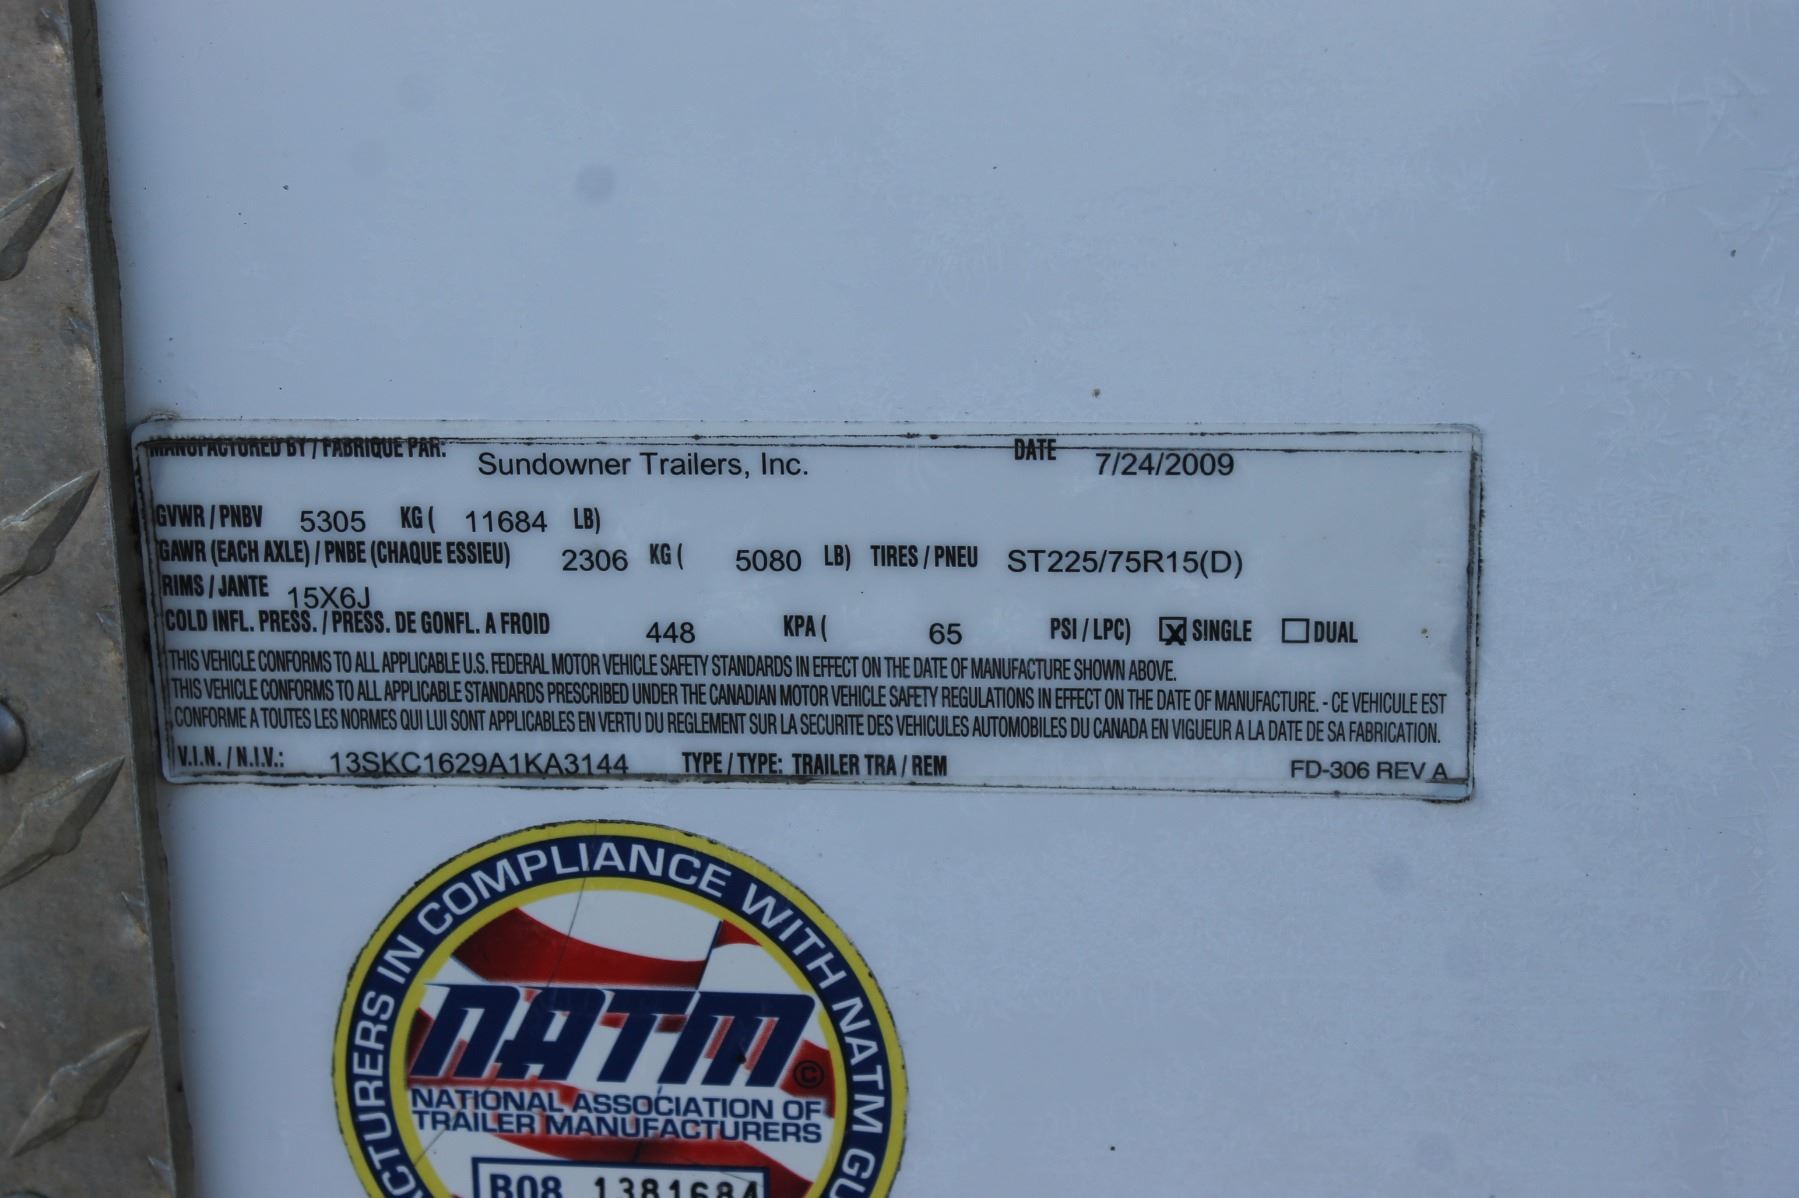 MANUFACTURED BY / FABRIQUE PAR: Sundowner Trailers, Inc. DATE 7/24/2009
GVWR / PNBV 5305 KG ( 11684 LB)
GAWR (EACH AXLE) / PNBE (CHAQUE ESSIEU) 2306 KG ( 5080 LB) TIRES / PNEU ST225/75R15(D)
RIMS / JANTE 15X6J
COLD INFL. PRESS. / PRESS. DE GONFL. A FROID 448 KPA ( 65 PSI / LPC) X SINGLE DUAL
THIS VEHICLE CONFORMS TO ALL APPLICABLE U.S. FEDERAL MOTOR VEHICLE SAFETY STANDARDS IN EFFECT ON THE DATE OF MANUFACTURE SHOWN ABOVE.
THIS VEHICLE CONFORMS TO ALL APPLICABLE STANDARDS PRESCRIBED UNDER THE CANADIAN MOTOR VEHICLE SAFETY REGULATIONS IN EFFECT ON THE DATE OF MANUFACTURE. - CE VEHICULE EST
CONFORME A TOUTES LES NORMES QUI LUI SONT APPLICABLES EN VERTU DU REGLEMENT SUR LA SECURITE DES VEHICULES AUTOMOBILES DU CANADA EN VIGUEUR A LA DATE DE SA FABRICATION.
V.I.N. / N.I.V.: 13SKC1629A1KA3144 TYPE / TYPE: TRAILER TRA / REM FD-306 REV A
CTURERS IN COMPLIANCE WITH NATM GU
NATM ©
NATIONAL ASSOCIATION OF
TRAILER MANUFACTURERS
B08 1381684